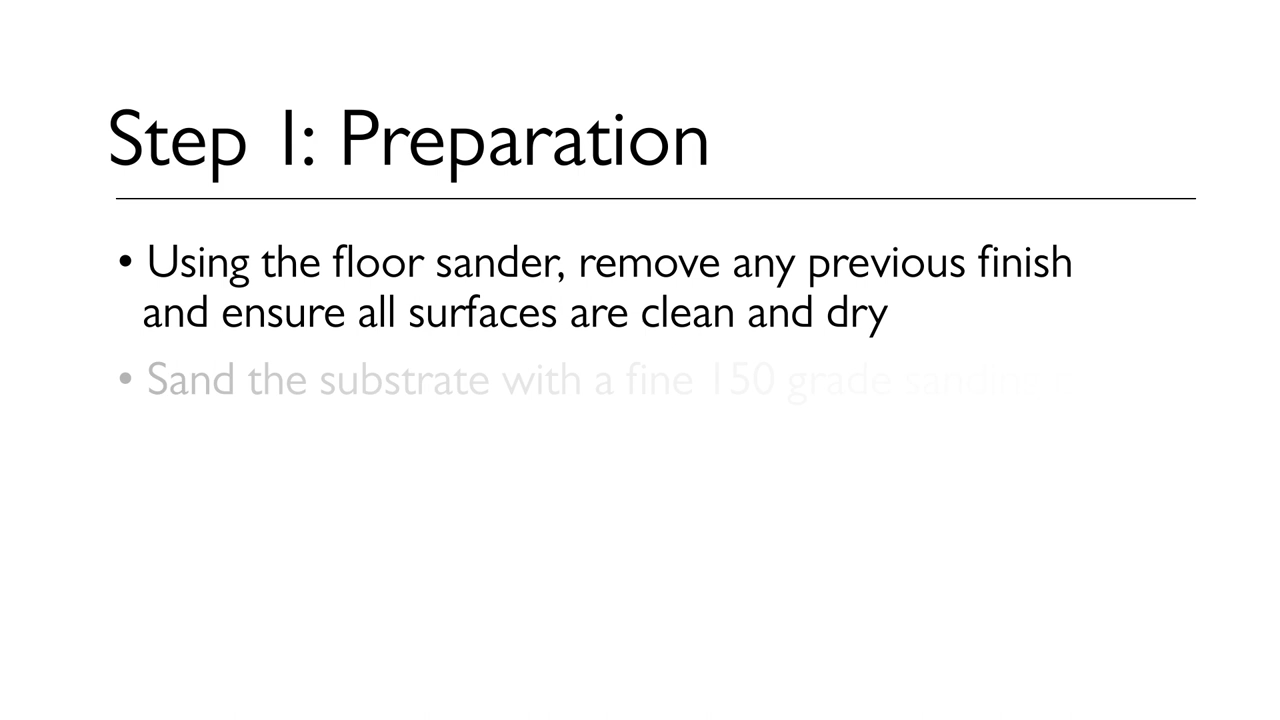 Step 1: Preparation
• Using the floor sander, remove any previous finish
and ensure all surfaces are clean and dry
• Sand the substrate with a fine 150 grade sanding